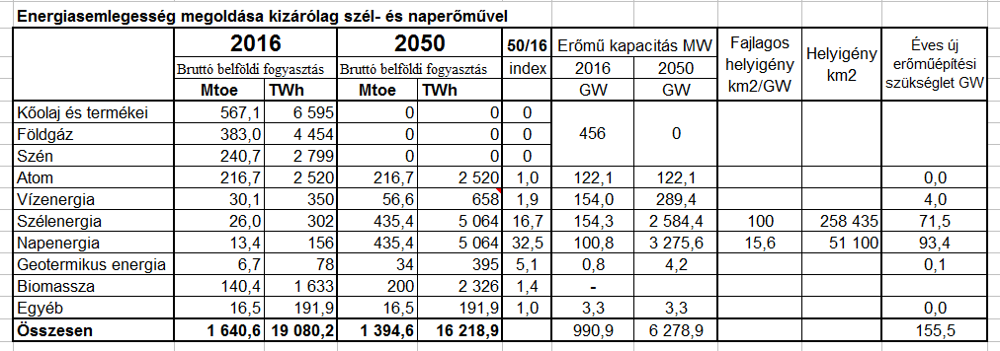 Energiasemlegesség megoldása kizárólag szél- és naperőművel
2016 2050 50/16 Erőmű kapacitás MW Fajlagos helyigény km2/GW Helyigény km2 Éves új erőműépítési szükséglet GW
Bruttó belföldi fogyasztás Bruttó belföldi fogyasztás index 2016 2050
Mtoe TWh Mtoe TWh GW GW
Kőolaj és termékei 567,1 6 595 0 0 0
Földgáz 383,0 4 454 0 0 0 456 0
Szén 240,7 2 799 0 0 0
Atom 216,7 2 520 216,7 2 520 1,0 122,1 122,1 0,0
Vízenergia 30,1 350 56,6 658 1,9 154,0 289,4 4,0
Szélenergia 26,0 302 435,4 5 064 16,7 154,3 2 584,4 100 258 435 71,5
Napenergia 13,4 156 435,4 5 064 32,5 100,8 3 275,6 15,6 51 100 93,4
Geotermikus energia 6,7 78 34 395 5,1 0,8 4,2 0,1
Biomassza 140,4 1 633 200 2 326 1,4 -
Egyéb 16,5 191,9 16,5 191,9 1,0 3,3 3,3 0,0
Összesen 1 640,6 19 080,2 1 394,6 16 218,9 990,9 6 278,9 155,5